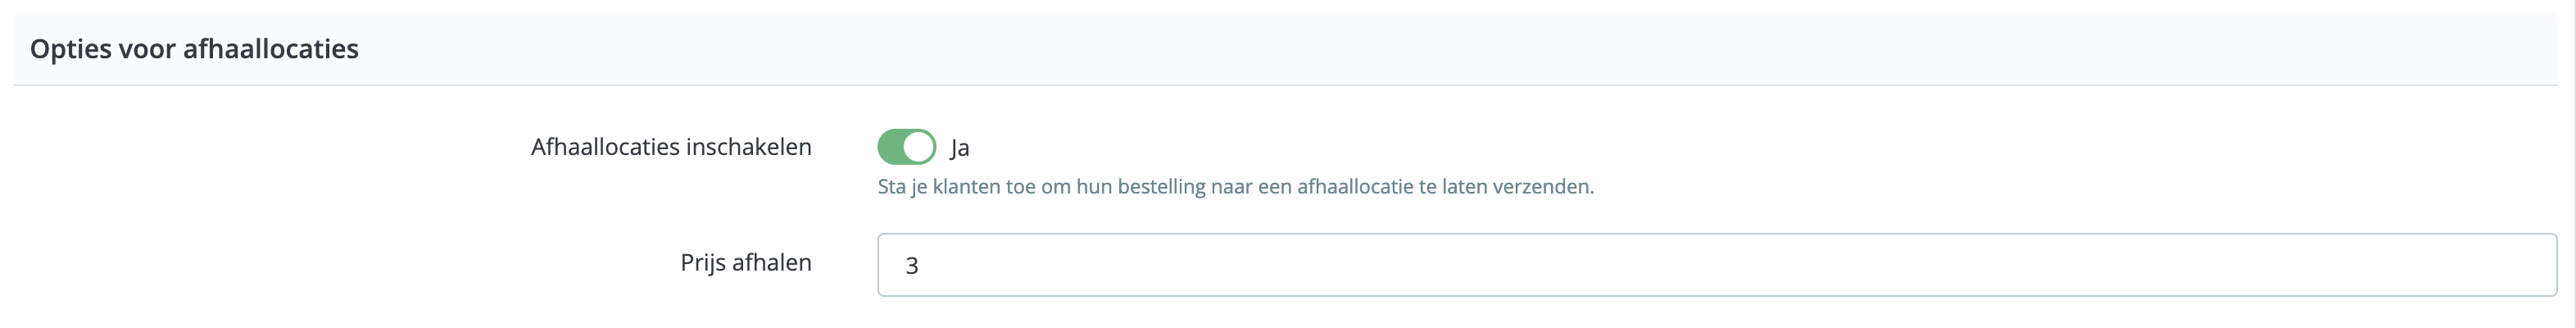 Opties voor afhaallocaties
Afhaallocaties inschakelen
Ja
Sta je klanten toe om hun bestelling naar een afhaallocatie te laten verzenden.
Prijs afhalen
3